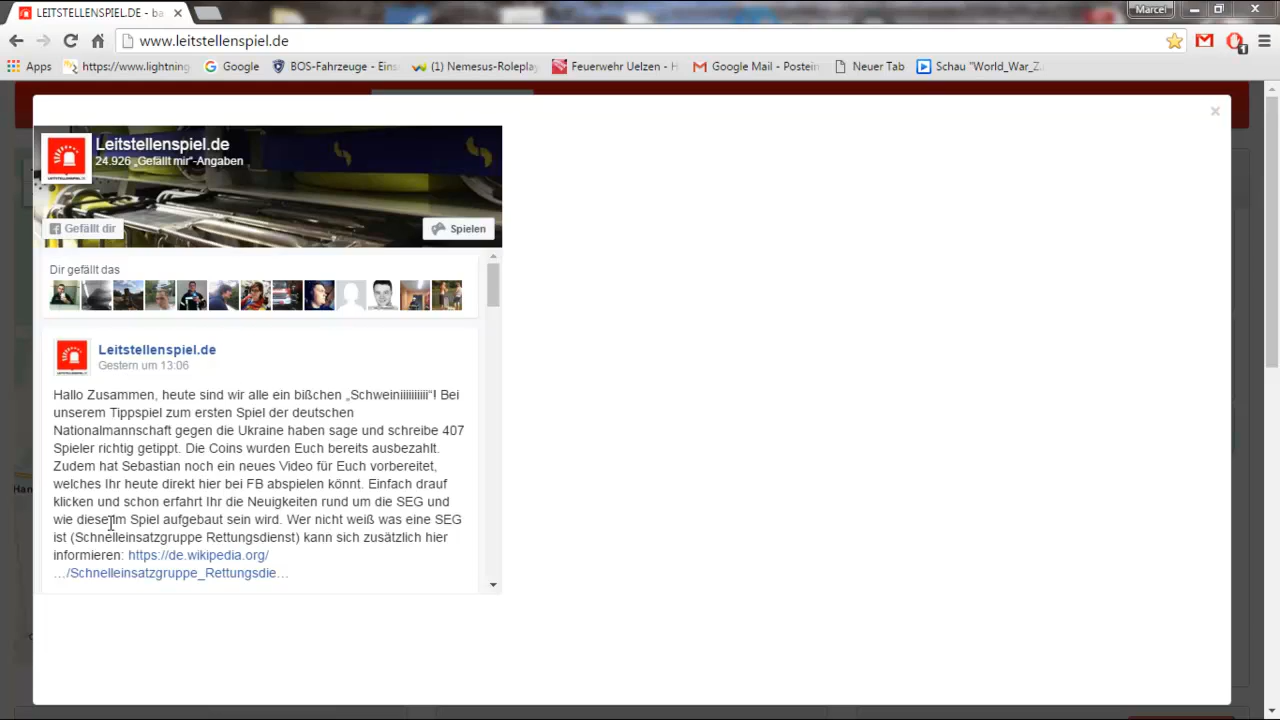 LEITSTELLENSPIEL.DE - ba
Marcel
www.leitstellenspiel.de
1
Apps
https://www.lightning
Google
BOS-Fahrzeuge - Eins
(1) Nemesus-Roleplay
Feuerwehr Uelzen - H
Google Mail - Postein
Neuer Tab
Schau "World_War_Z...
×
Leitstellenspiel.de
24.926 „Gefällt mir“-Angaben
Gefällt dir
Spielen
Dir gefällt das
Leitstellenspiel.de
Gestern um 13:06
Hallo Zusammen, heute sind wir alle ein bißchen „Schweiniiiiiiiiii“! Bei
unserem Tippspiel zum ersten Spiel der deutschen
Nationalmannschaft gegen die Ukraine haben sage und schreibe 407
Spieler richtig getippt. Die Coins wurden Euch bereits ausbezahlt.
Zudem hat Sebastian noch ein neues Video für Euch vorbereitet,
welches Ihr heute direkt hier bei FB abspielen könnt. Einfach drauf
klicken und schon erfahrt Ihr die Neuigkeiten rund um die SEG und
wie diese im Spiel aufgebaut sein wird. Wer nicht weiß was eine SEG
ist (Schnelleinsatzgruppe Rettungsdienst) kann sich zusätzlich hier
informieren: https://de.wikipedia.org/
…/Schnelleinsatzgruppe_Rettungsdie…